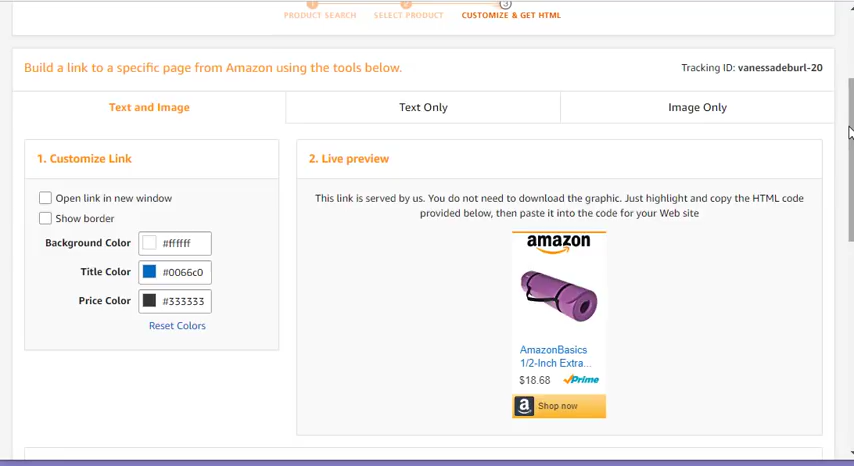 1 2 3
PRODUCT SEARCH SELECT PRODUCT CUSTOMIZE & GET HTML
Build a link to a specific page from Amazon using the tools below.
Tracking ID: vanessadeburl-20
Text and Image Text Only Image Only
1. Customize Link
Open link in new window
Show border
Background Color #ffffff
Title Color #0066c0
Price Color #333333
Reset Colors
2. Live preview
This link is served by us. You do not need to download the graphic. Just highlight and copy the HTML code
provided below, then paste it into the code for your Web site
amazon
AmazonBasics
1/2-Inch Extra...
$18.68 Prime
a Shop now